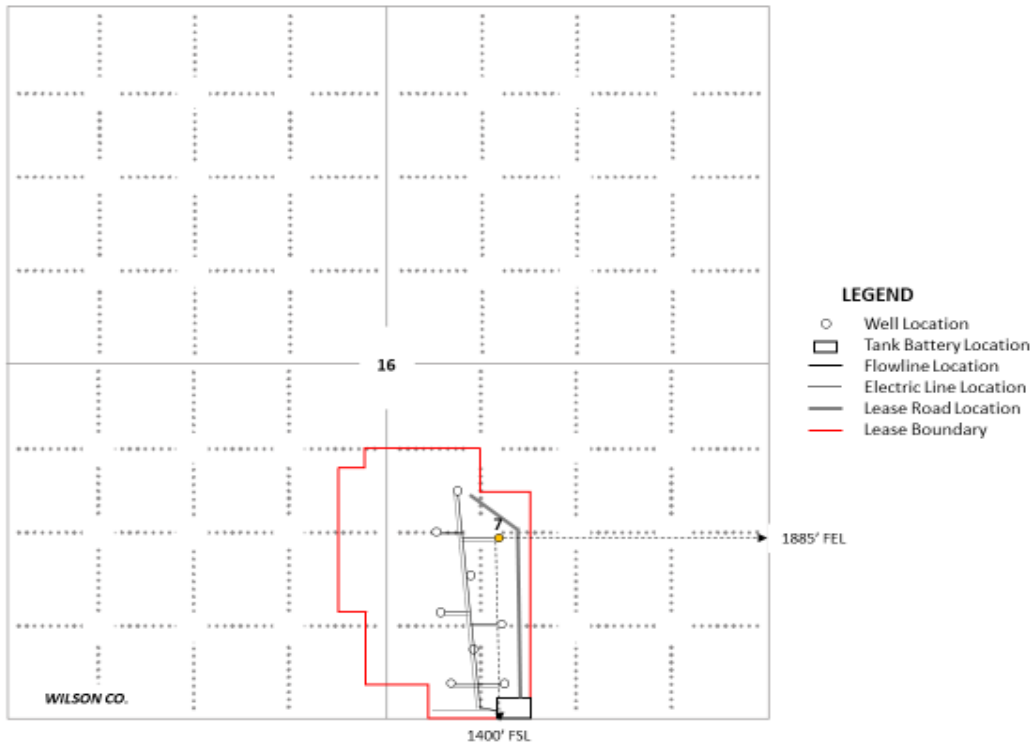 16
LEGEND
Well Location
Tank Battery Location
Flowline Location
Electric Line Location
Lease Road Location
Lease Boundary
7
1885' FEL
WILSON CO.
1400' FSL